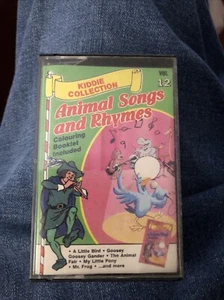 KIDDIE
COLLECTION
VOL.
12
Animal Songs
and Rhymes
Colouring
Booklet
Included
• A Little Bird • Goosey
Goosey Gander • The Animal
Fair • My Little Pony
• Mr. Frog • ...and more